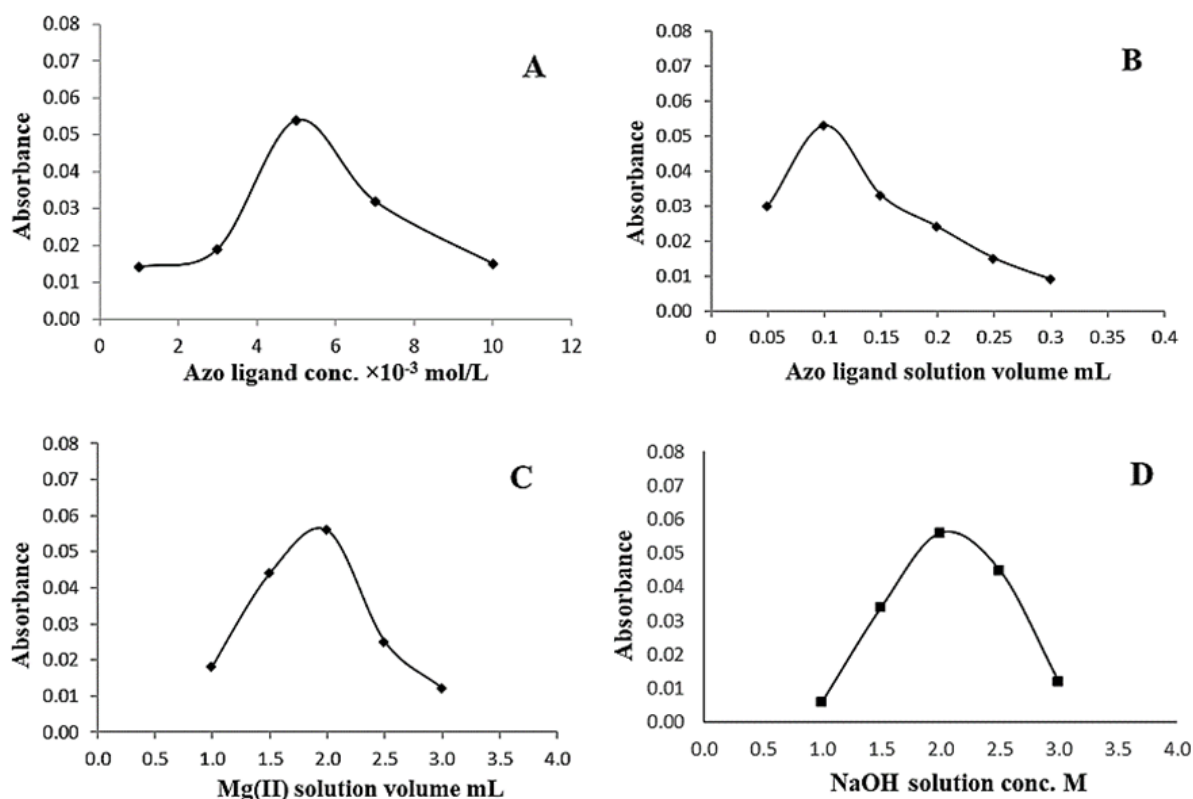 A
Absorbance
0.08
0.07
0.06
0.05
0.04
0.03
0.02
0.01
0.00
0 2 4 6 8 10 12
Azo ligand conc. ×10⁻³ mol/L
B
Absorbance
0.08
0.07
0.06
0.05
0.04
0.03
0.02
0.01
0.00
0 0.05 0.1 0.15 0.2 0.25 0.3 0.35 0.4
Azo ligand solution volume mL
C
Absorbance
0.08
0.07
0.06
0.05
0.04
0.03
0.02
0.01
0.00
0.0 0.5 1.0 1.5 2.0 2.5 3.0 3.5 4.0
Mg(II) solution volume mL
D
Absorbance
0.08
0.07
0.06
0.05
0.04
0.03
0.02
0.01
0.00
0.0 0.5 1.0 1.5 2.0 2.5 3.0 3.5 4.0
NaOH solution conc. M